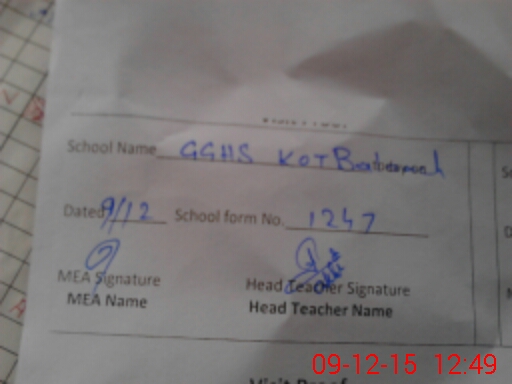 School Name GGHS KOT
Dated 9/12 School form No. 1247
MEA Signature Head Teacher Signature
MEA Name Head Teacher Name
09-12-15 12:49